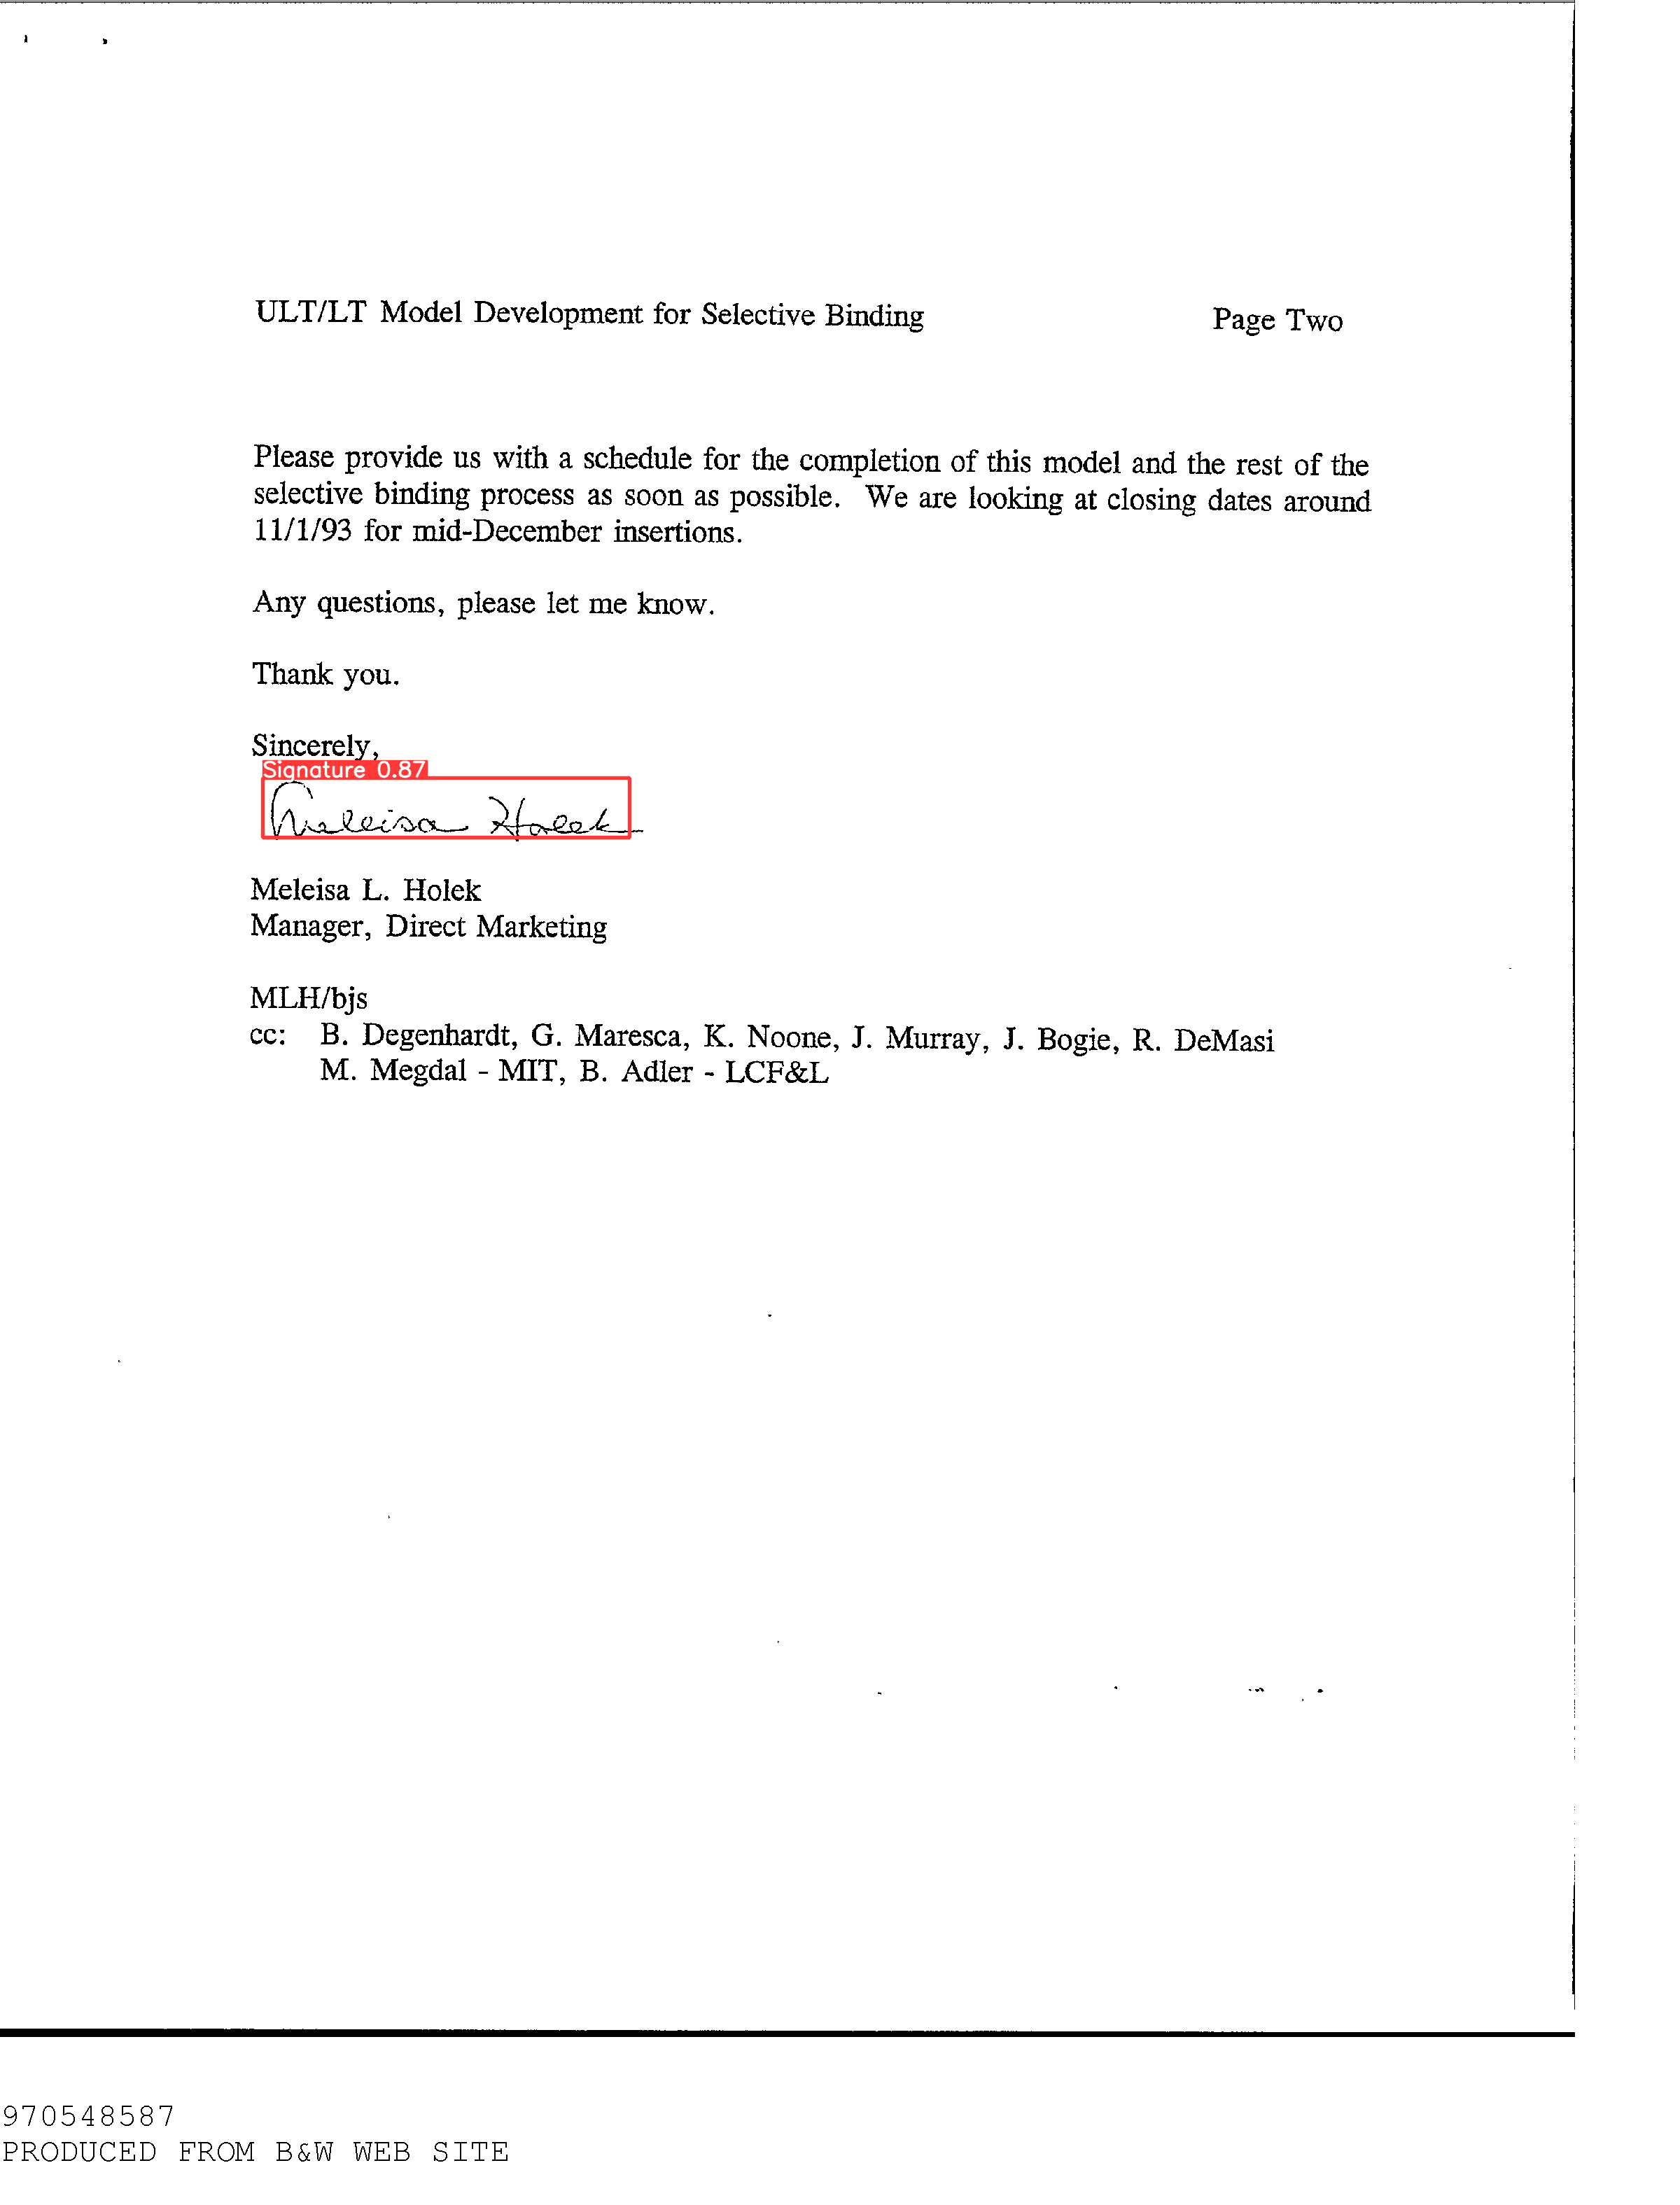 ULT/LT Model Development for Selective Binding Page Two
Please provide us with a schedule for the completion of this model and the rest of the
selective binding process as soon as possible. We are looking at closing dates around
11/1/93 for mid-December insertions.
Any questions, please let me know.
Thank you.
Sincerely,
Signature 0.87
Meleisa Holek
Meleisa L. Holek
Manager, Direct Marketing
MLH/bjs
cc: B. Degenhardt, G. Maresca, K. Noone, J. Murray, J. Bogie, R. DeMasi
M. Megdal - MIT, B. Adler - LCF&L
970548587
PRODUCED FROM B&W WEB SITE